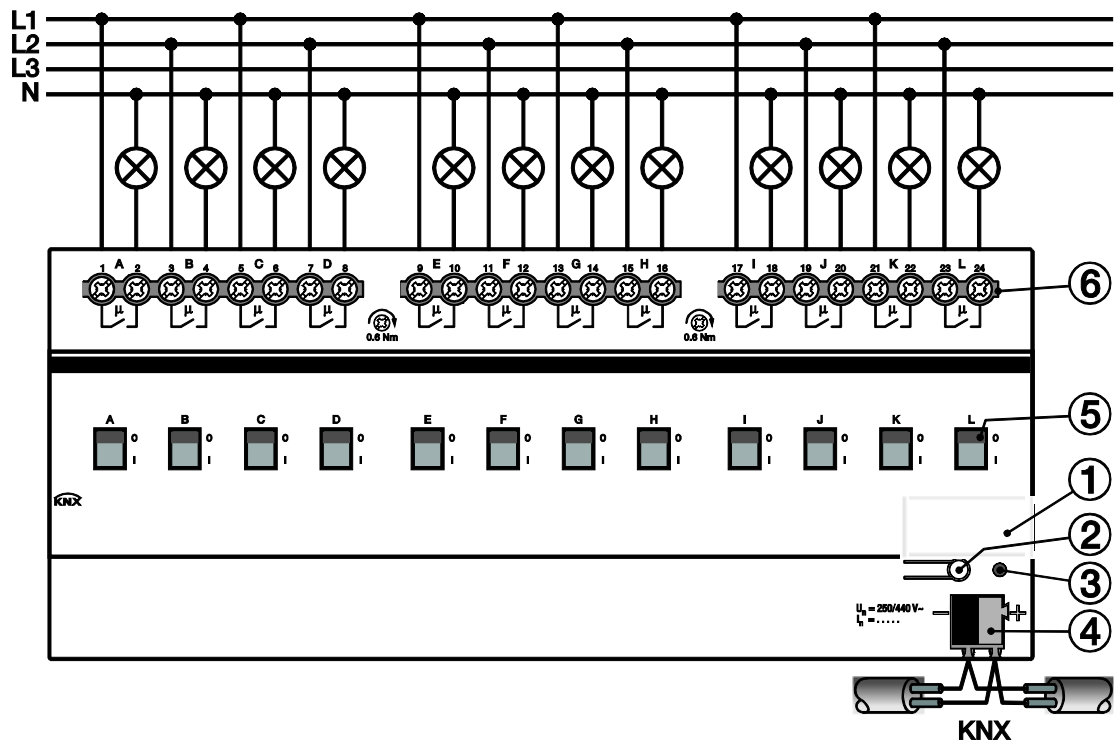 L1
L2
L3
N
1 A 2 3 B 4 5 C 6 7 D 8 9 E 10 11 F 12 13 G 14 15 H 16 17 I 18 19 J 20 21 K 22 23 L 24
μ μ μ μ μ μ μ μ μ μ μ μ
0.6 Nm 0.6 Nm
6
A B C D E F G H I J K L
O O O O O O O O O O O O
I I I I I I I I I I I I
5
KNX
1
2
3
Un = 250/440 V~
In = .....
− +
4
KNX